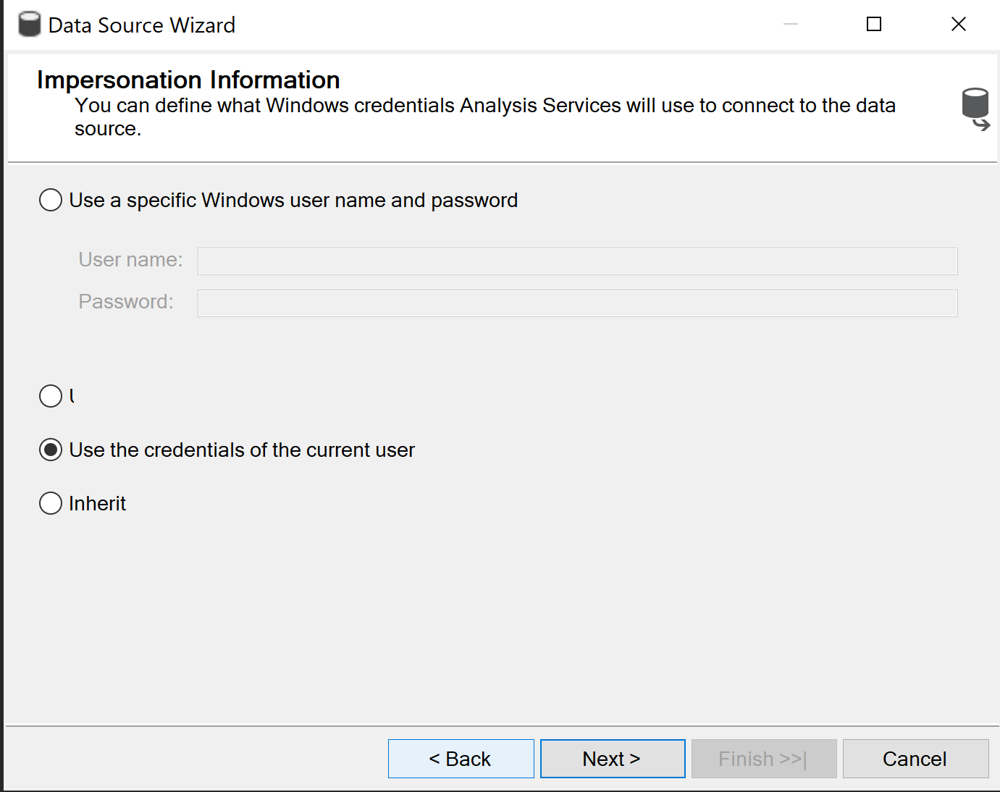 Data Source Wizard
Impersonation Information
You can define what Windows credentials Analysis Services will use to connect to the data
source.
Use a specific Windows user name and password
User name:
Password:
Use the credentials of the current user
Inherit
< Back
Next >
Finish >>|
Cancel